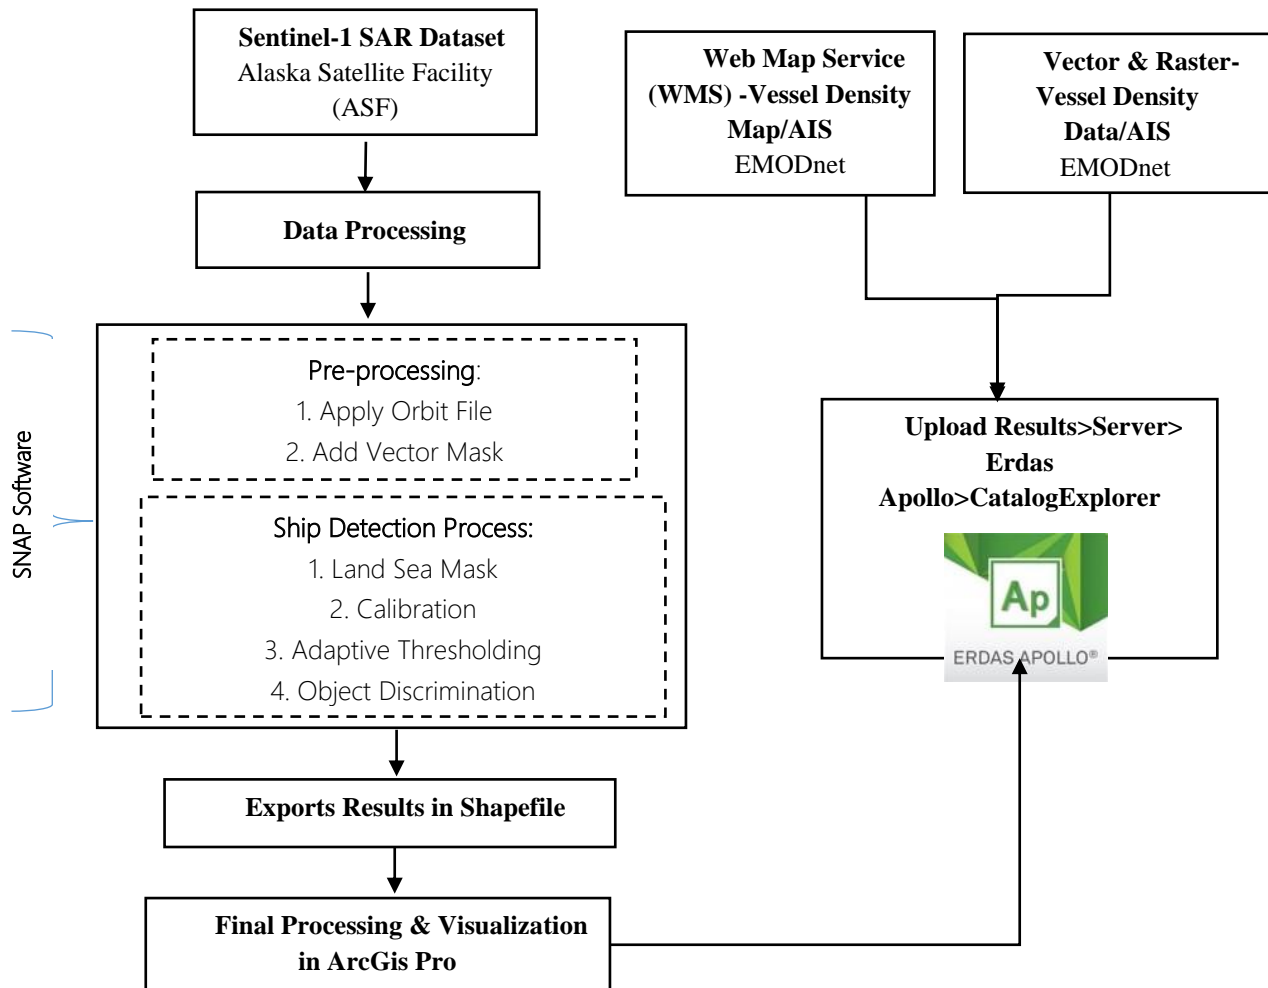 Sentinel-1 SAR Dataset
Alaska Satellite Facility
(ASF)
Data Processing
SNAP Software
Pre-processing:
1. Apply Orbit File
2. Add Vector Mask
Ship Detection Process:
1. Land Sea Mask
2. Calibration
3. Adaptive Thresholding
4. Object Discrimination
Exports Results in Shapefile
Final Processing & Visualization
in ArcGis Pro
Web Map Service
(WMS) -Vessel Density
Map/AIS
EMODnet
Vector & Raster-
Vessel Density
Data/AIS
EMODnet
Upload Results>Server>
Erdas
Apollo>CatalogExplorer
Ap
ERDAS APOLLO®